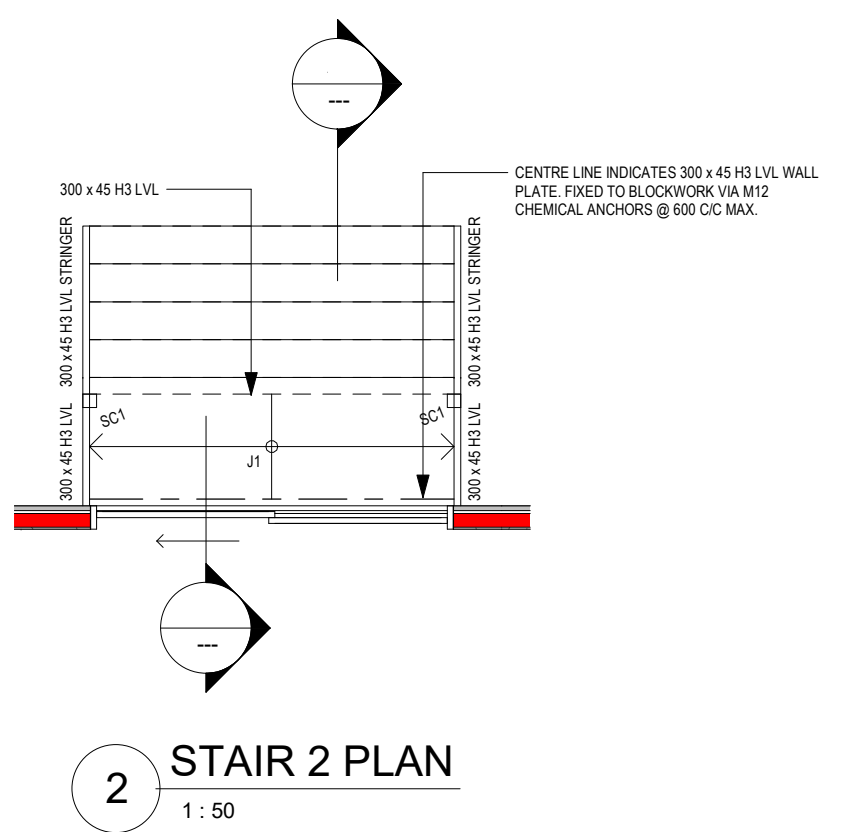 ---
300 x 45 H3 LVL
CENTRE LINE INDICATES 300 x 45 H3 LVL WALL
PLATE. FIXED TO BLOCKWORK VIA M12
CHEMICAL ANCHORS @ 600 C/C MAX.
300 x 45 H3 LVL STRINGER
300 x 45 H3 LVL STRINGER
300 x 45 H3 LVL
SC1
SC1
J1
300 x 45 H3 LVL
---
2
STAIR 2 PLAN
1 : 50